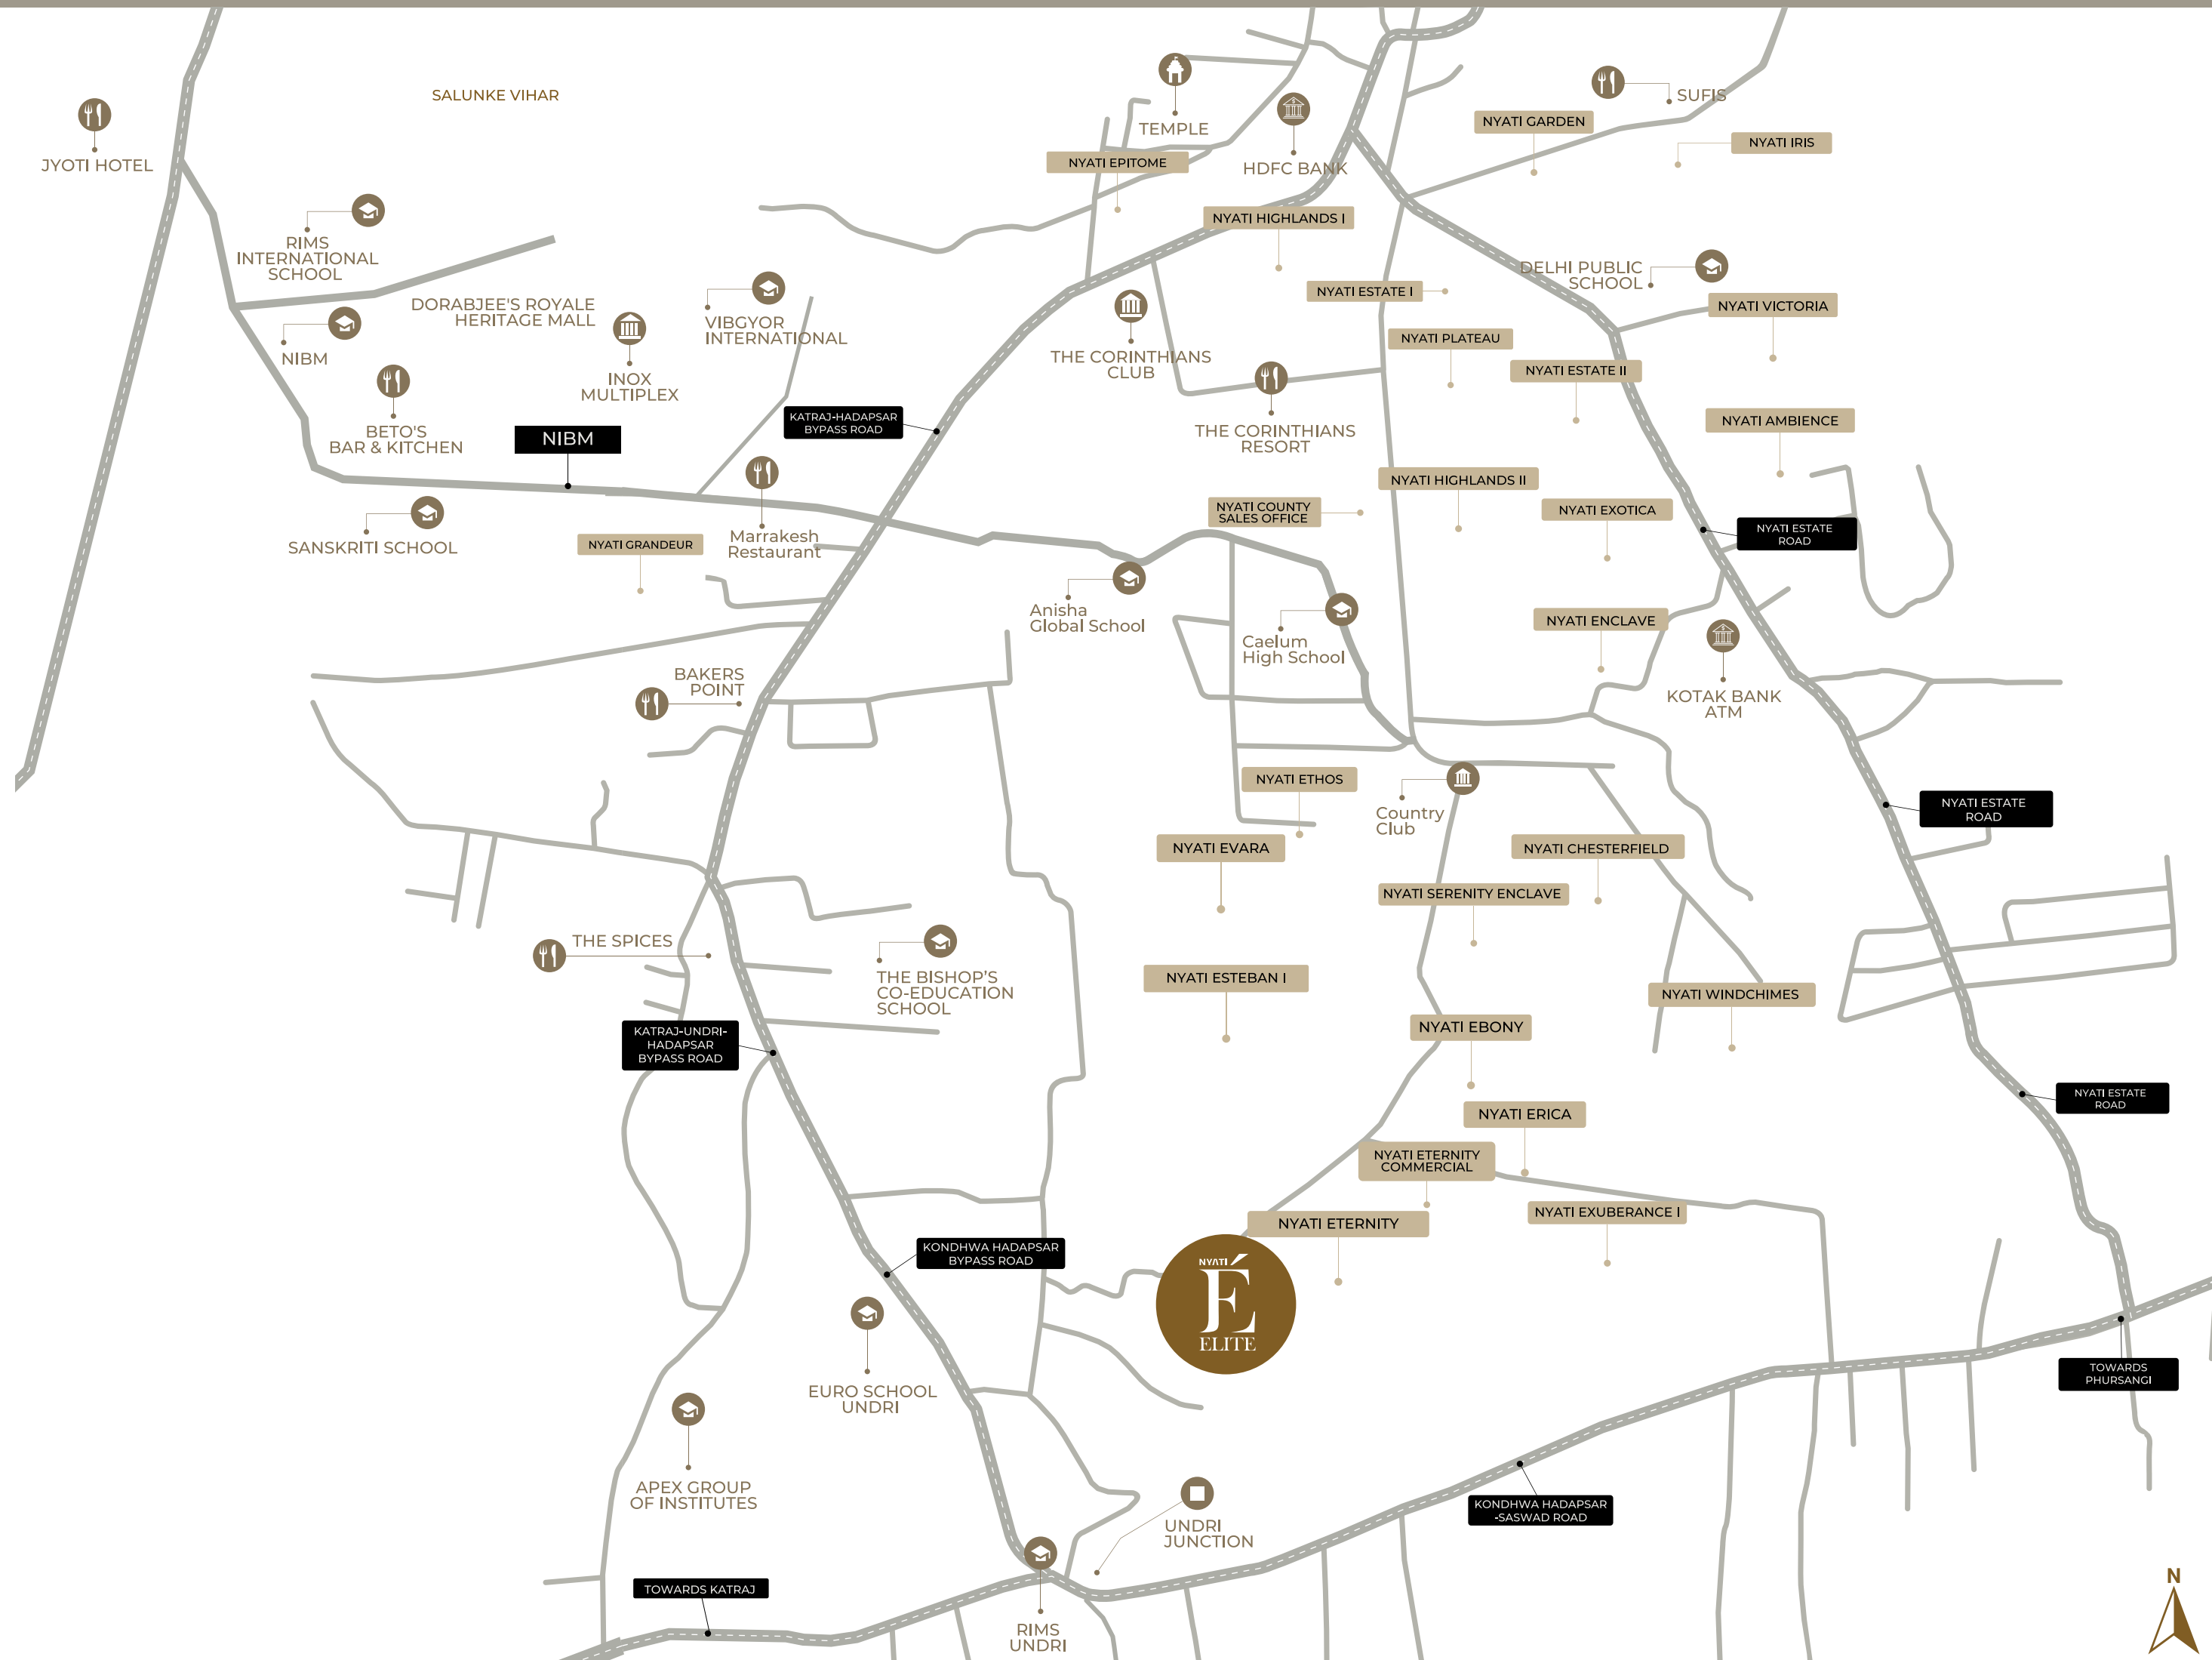 SALUNKE VIHAR
JYOTI HOTEL
TEMPLE
HDFC BANK
SUFIS
NYATI GARDEN
NYATI IRIS
NYATI EPITOME
NYATI HIGHLANDS I
RIMS
INTERNATIONAL
SCHOOL
DELHI PUBLIC
SCHOOL
NYATI ESTATE I
NYATI VICTORIA
DORABJEE'S ROYALE
HERITAGE MALL
VIBGYOR
INTERNATIONAL
NIBM
INOX
MULTIPLEX
THE CORINTHIANS
CLUB
NYATI PLATEAU
NYATI ESTATE II
BETO'S
BAR & KITCHEN
NIBM
KATRAJ-HADAPSAR
BYPASS ROAD
THE CORINTHIANS
RESORT
NYATI AMBIENCE
NYATI HIGHLANDS II
NYATI COUNTY
SALES OFFICE
NYATI EXOTICA
NYATI ESTATE
ROAD
SANSKRITI SCHOOL
NYATI GRANDEUR
Marrakesh
Restaurant
Anisha
Global School
Caelum
High School
NYATI ENCLAVE
BAKERS
POINT
KOTAK BANK
ATM
NYATI ETHOS
Country
Club
NYATI ESTATE
ROAD
NYATI EVARA
NYATI CHESTERFIELD
NYATI SERENITY ENCLAVE
THE SPICES
THE BISHOP'S
CO-EDUCATION
SCHOOL
NYATI ESTEBAN I
NYATI WINDCHIMES
KATRAJ-UNDRI-
HADAPSAR
BYPASS ROAD
NYATI EBONY
NYATI ESTATE
ROAD
NYATI ERICA
NYATI ETERNITY
COMMERCIAL
NYATI EXUBERANCE I
NYATI ETERNITY
KONDHWA HADAPSAR
BYPASS ROAD
NYATI
É
ELITE
EURO SCHOOL
UNDRI
TOWARDS
PHURSANGI
APEX GROUP
OF INSTITUTES
KONDHWA HADAPSAR
-SASWAD ROAD
UNDRI
JUNCTION
TOWARDS KATRAJ
RIMS
UNDRI
N